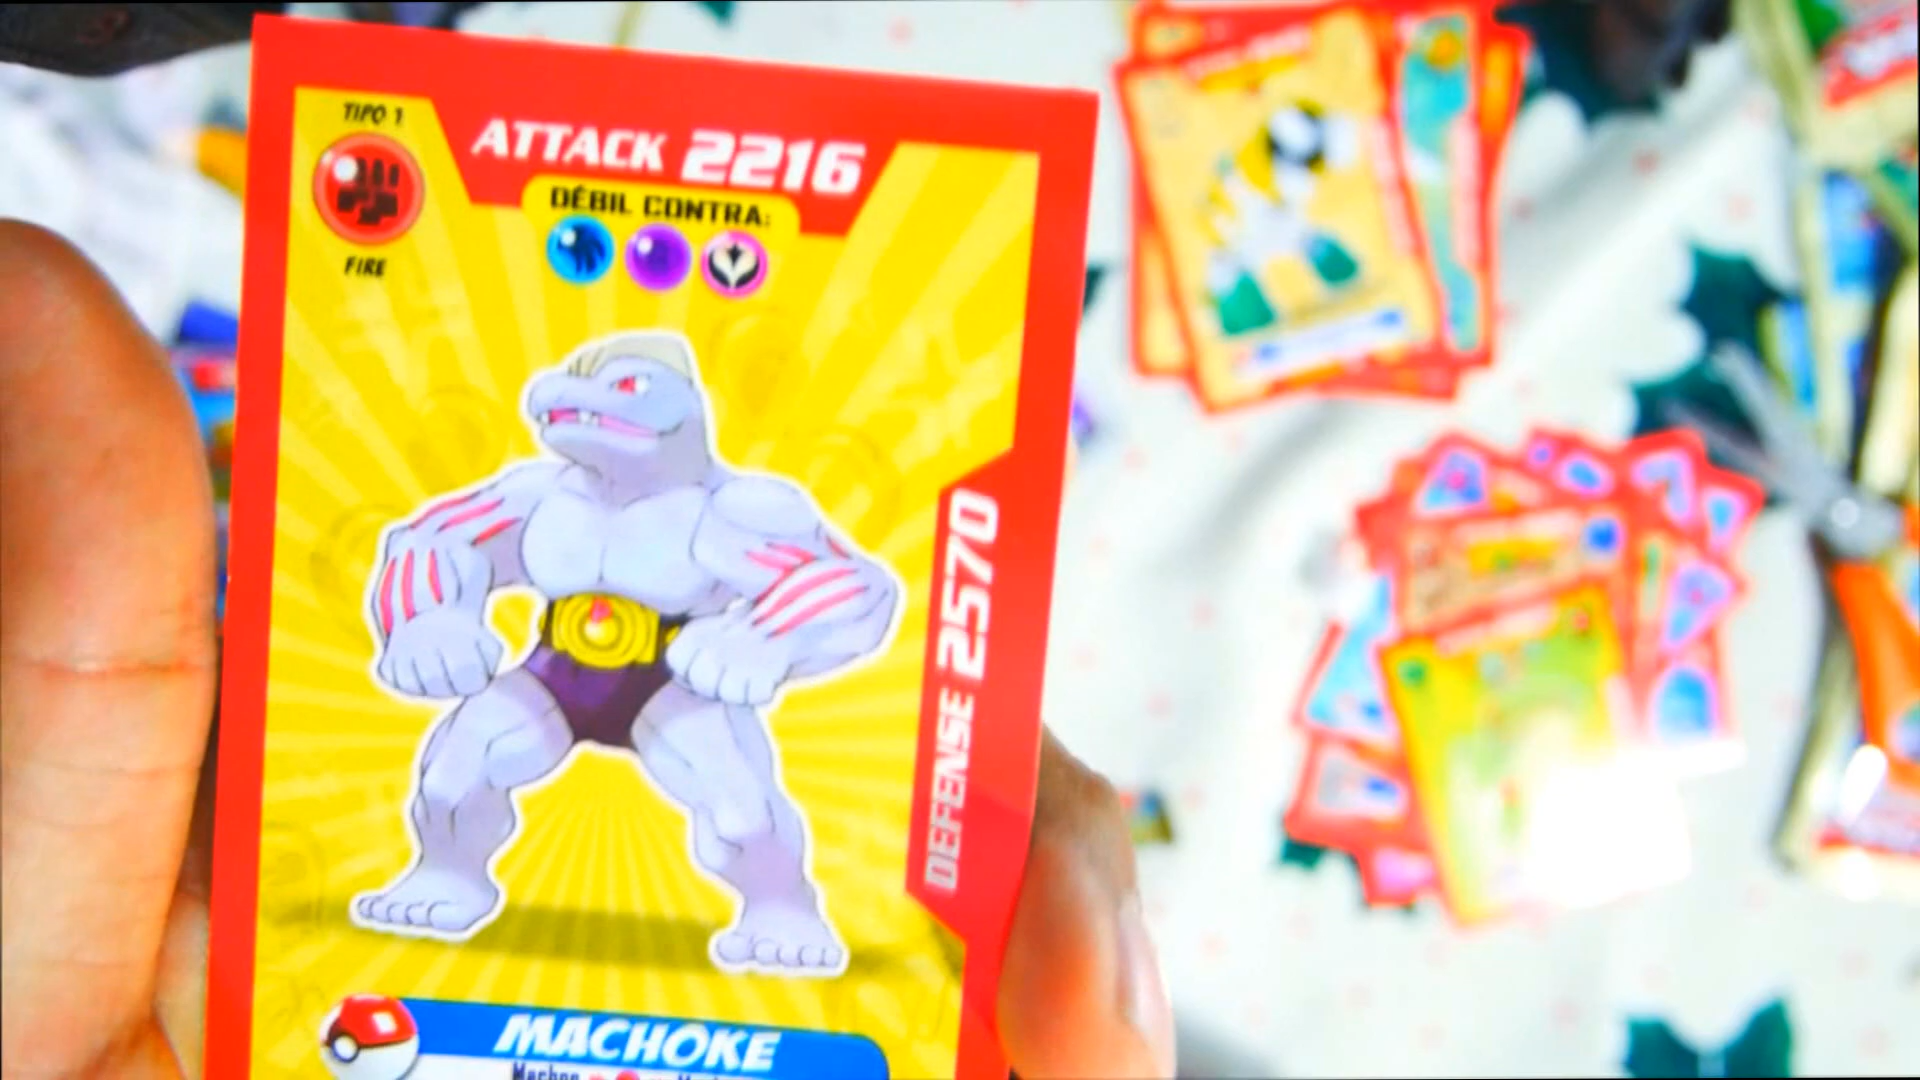 TIPO 1
ATTACK 2216
DÉBIL CONTRA:
FIRE
DEFENSE 2570
MACHOKE